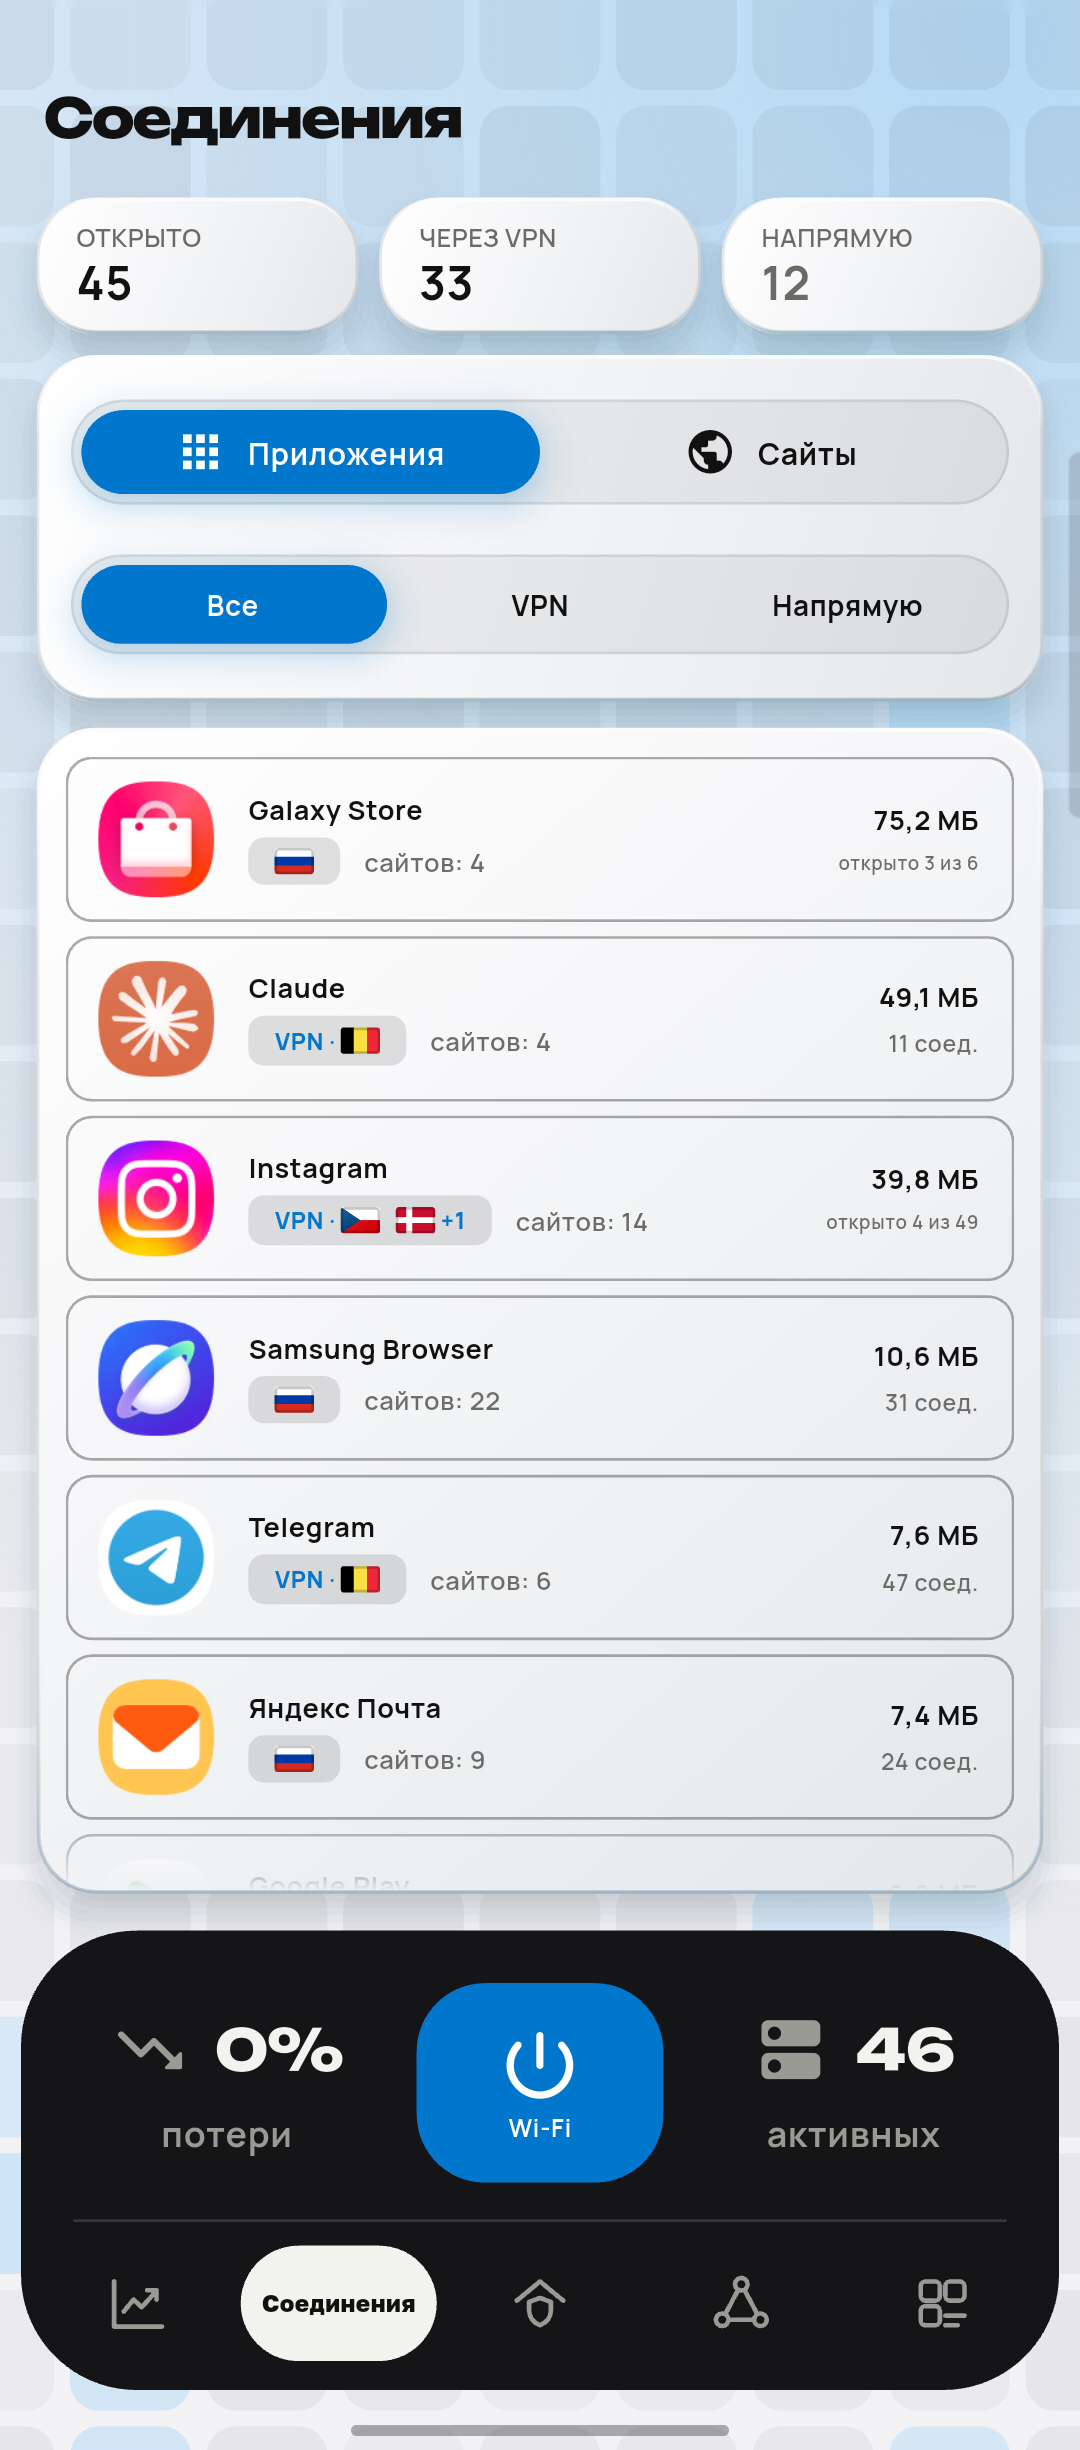 Соединения
ОТКРЫТО
45
ЧЕРЕЗ VPN
33
НАПРЯМУЮ
12
Приложения
Сайты
Все
VPN
Напрямую
Galaxy Store
сайтов: 4
75,2 МБ
открыто 3 из 6
Claude
VPN ·
сайтов: 4
49,1 МБ
11 соед.
Instagram
VPN · +1
сайтов: 14
39,8 МБ
открыто 4 из 49
Samsung Browser
сайтов: 22
10,6 МБ
31 соед.
Telegram
VPN ·
сайтов: 6
7,6 МБ
47 соед.
Яндекс Почта
сайтов: 9
7,4 МБ
24 соед.
Google Play
0%
потери
Wi-Fi
46
активных
Соединения